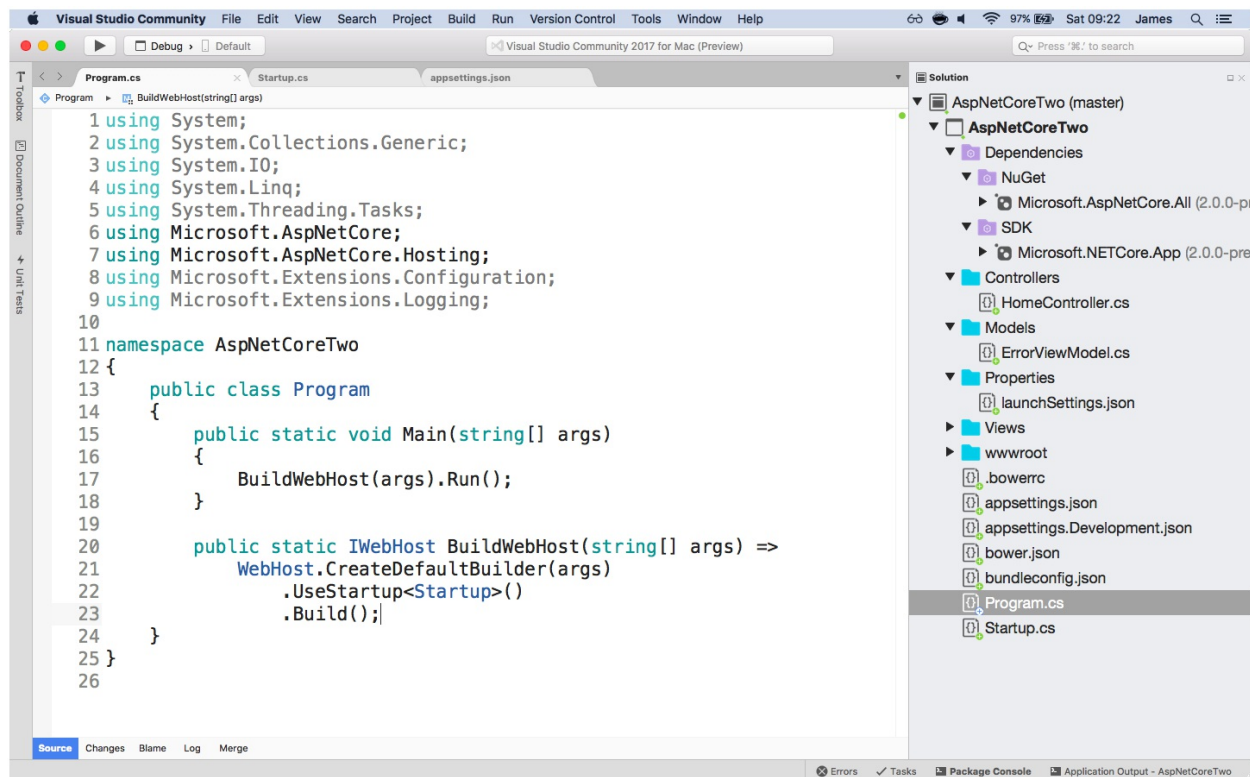 Visual Studio Community File Edit View Search Project Build Run Version Control Tools Window Help 97% Sat 09:22 James
Debug › Default
Visual Studio Community 2017 for Mac (Preview)
Press '⌘.' to search
Program.cs
Startup.cs
appsettings.json
Program
BuildWebHost(string[] args)
Toolbox
Document Outline
Unit Tests
1 using System;
2 using System.Collections.Generic;
3 using System.IO;
4 using System.Linq;
5 using System.Threading.Tasks;
6 using Microsoft.AspNetCore;
7 using Microsoft.AspNetCore.Hosting;
8 using Microsoft.Extensions.Configuration;
9 using Microsoft.Extensions.Logging;
10
11 namespace AspNetCoreTwo
12 {
13     public class Program
14     {
15         public static void Main(string[] args)
16         {
17             BuildWebHost(args).Run();
18         }
19
20         public static IWebHost BuildWebHost(string[] args) =>
21             WebHost.CreateDefaultBuilder(args)
22                 .UseStartup<Startup>()
23                 .Build();
24     }
25 }
26
Solution
AspNetCoreTwo (master)
AspNetCoreTwo
Dependencies
NuGet
Microsoft.AspNetCore.All (2.0.0-pr
SDK
Microsoft.NETCore.App (2.0.0-pre
Controllers
HomeController.cs
Models
ErrorViewModel.cs
Properties
launchSettings.json
Views
wwwroot
.bowerrc
appsettings.json
appsettings.Development.json
bower.json
bundleconfig.json
Program.cs
Startup.cs
Source Changes Blame Log Merge
Errors Tasks Package Console Application Output - AspNetCoreTwo